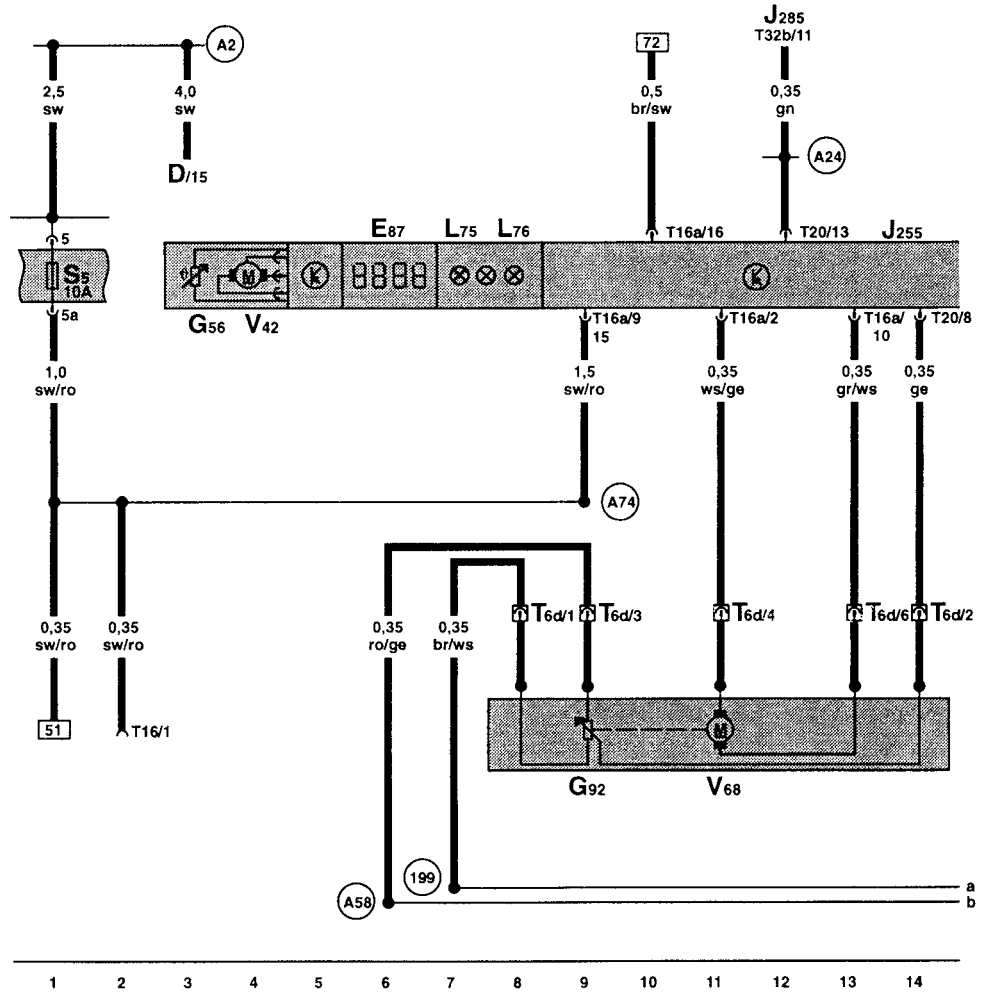 A2
J285
T32b/11
72
2,5
sw
4,0
sw
0,5
br/sw
0,35
gn
A24
D/15
5
S5
10A
5a
E87
L75
L76
T16a/16
T20/13
J255
M
K
K
G56
V42
T16a/9
15
T16a/2
T16a/
10
T20/8
1,0
sw/ro
1,5
sw/ro
0,35
ws/ge
0,35
gr/ws
0,35
ge
A74
T6d/1
T6d/3
T6d/4
T6d/6
T6d/2
0,35
sw/ro
0,35
sw/ro
0,35
ro/ge
0,35
br/ws
51
T16/1
M
G92
V68
199
A58
a
b
1 2 3 4 5 6 7 8 9 10 11 12 13 14